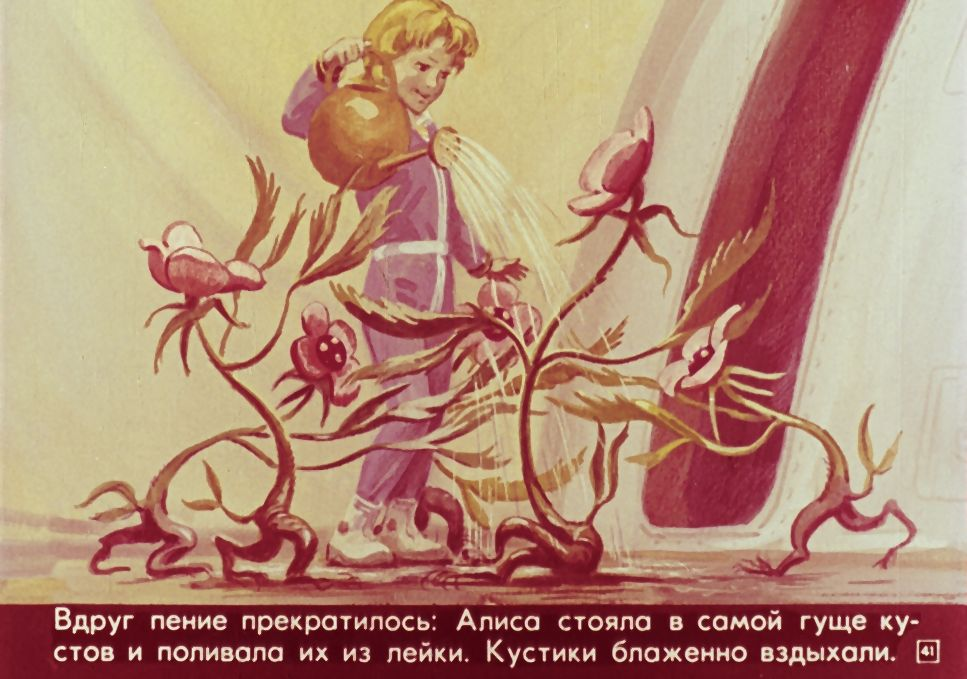 Вдруг пение прекратилось: Алиса стояла в самой гуще ку-
стов и поливала их из лейки. Кустики блаженно вздыхали. 41